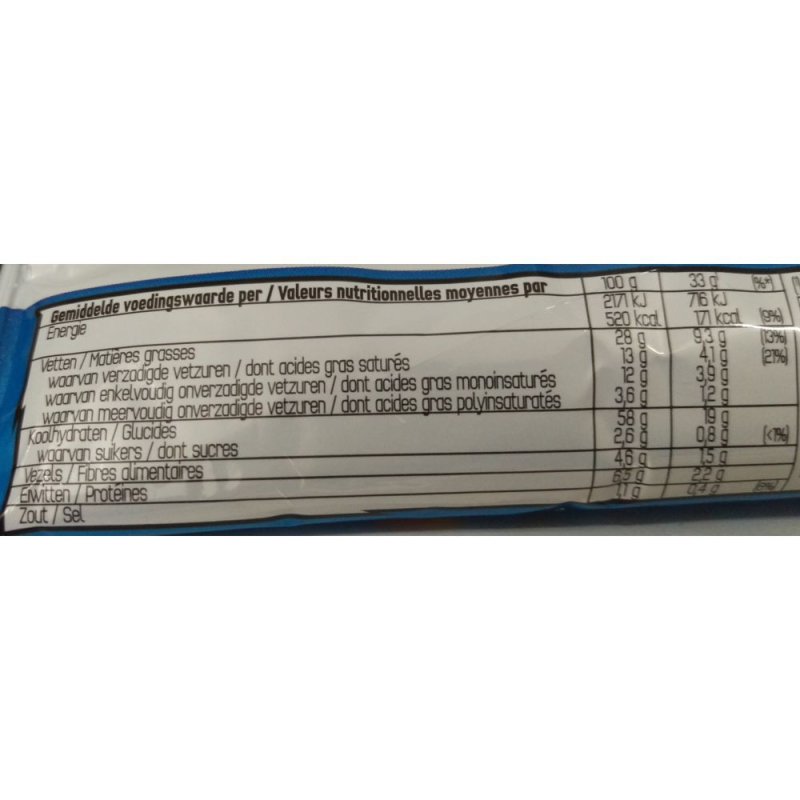 Gemiddelde voedingswaarde per / Valeurs nutritionnelles moyennes par 100 g 33 g (%*)
Energie 2171 kJ 716 kJ
520 kcal 171 kcal (9%)
Vetten / Matières grasses 28 g 9,3 g (13%)
waarvan verzadigde vetzuren / dont acides gras saturés 13 g 4,1 g (21%)
waarvan enkelvoudig onverzadigde vetzuren / dont acides gras monoinsaturés 12 g 3,9 g
waarvan meervoudig onverzadigde vetzuren / dont acides gras polyinsaturatés 3,6 g 1,2 g
Koolhydraten / Glucides 58 g 19 g
waarvan suikers / dont sucres 2,6 g 0,8 g (<1%)
Vezels / Fibres alimentaires 4,6 g 1,5 g
Eiwitten / Protéines 6,5 g 2,2 g
Zout / Sel 1,1 g 0,4 g